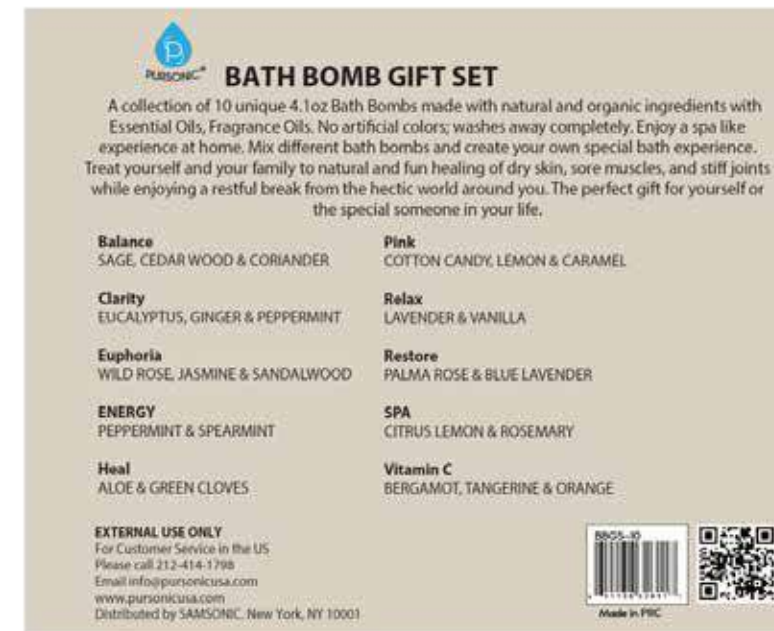 PURSONIC®
BATH BOMB GIFT SET
A collection of 10 unique 4.1oz Bath Bombs made with natural and organic ingredients with
Essential Oils, Fragrance Oils. No artificial colors; washes away completely. Enjoy a spa like
experience at home. Mix different bath bombs and create your own special bath experience.
Treat yourself and your family to natural and fun healing of dry skin, sore muscles, and stiff joints
while enjoying a restful break from the hectic world around you. The perfect gift for yourself or
the special someone in your life.
Balance
SAGE, CEDAR WOOD & CORIANDER
Clarity
EUCALYPTUS, GINGER & PEPPERMINT
Euphoria
WILD ROSE, JASMINE & SANDALWOOD
ENERGY
PEPPERMINT & SPEARMINT
Heal
ALOE & GREEN CLOVES
Pink
COTTON CANDY, LEMON & CARAMEL
Relax
LAVENDER & VANILLA
Restore
PALMA ROSE & BLUE LAVENDER
SPA
CITRUS LEMON & ROSEMARY
Vitamin C
BERGAMOT, TANGERINE & ORANGE
EXTERNAL USE ONLY
For Customer Service in the US
Please call 212-414-1798
Email info@pursonicusa.com
www.pursonicusa.com
Distributed by SAMSONIC. New York, NY 10001
BBGS-10
Made in PRC